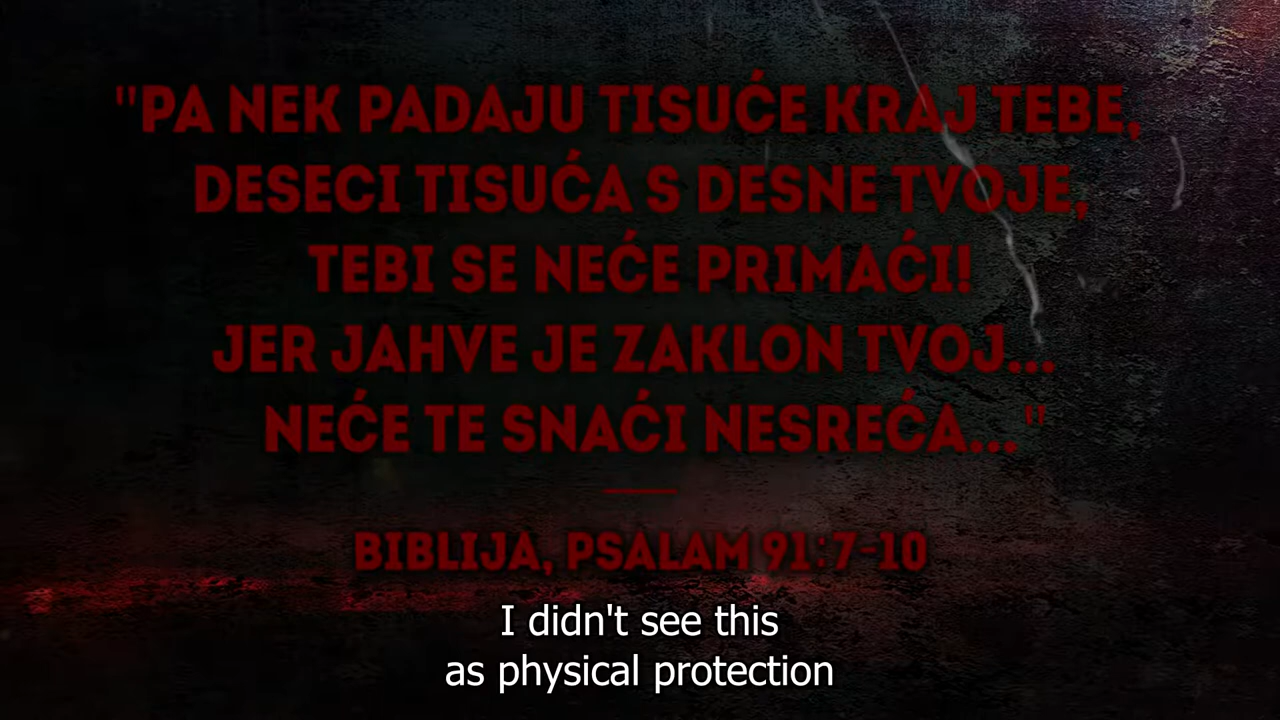 "PA NEK PADAJU TISUĆE KRAJ TEBE,
DESECI TISUĆA S DESNE TVOJE,
TEBI SE NEĆE PRIMAĆI!
JER JAHVE JE ZAKLON TVOJ...
NEĆE TE SNAĆI NESREĆA..."
BIBLIJA, PSALAM 91:7-10
I didn't see this
as physical protection